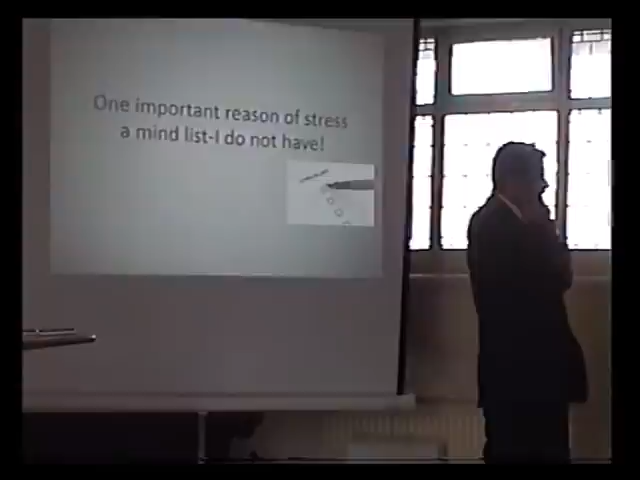 One important reason of stress
a mind list-I do not have!